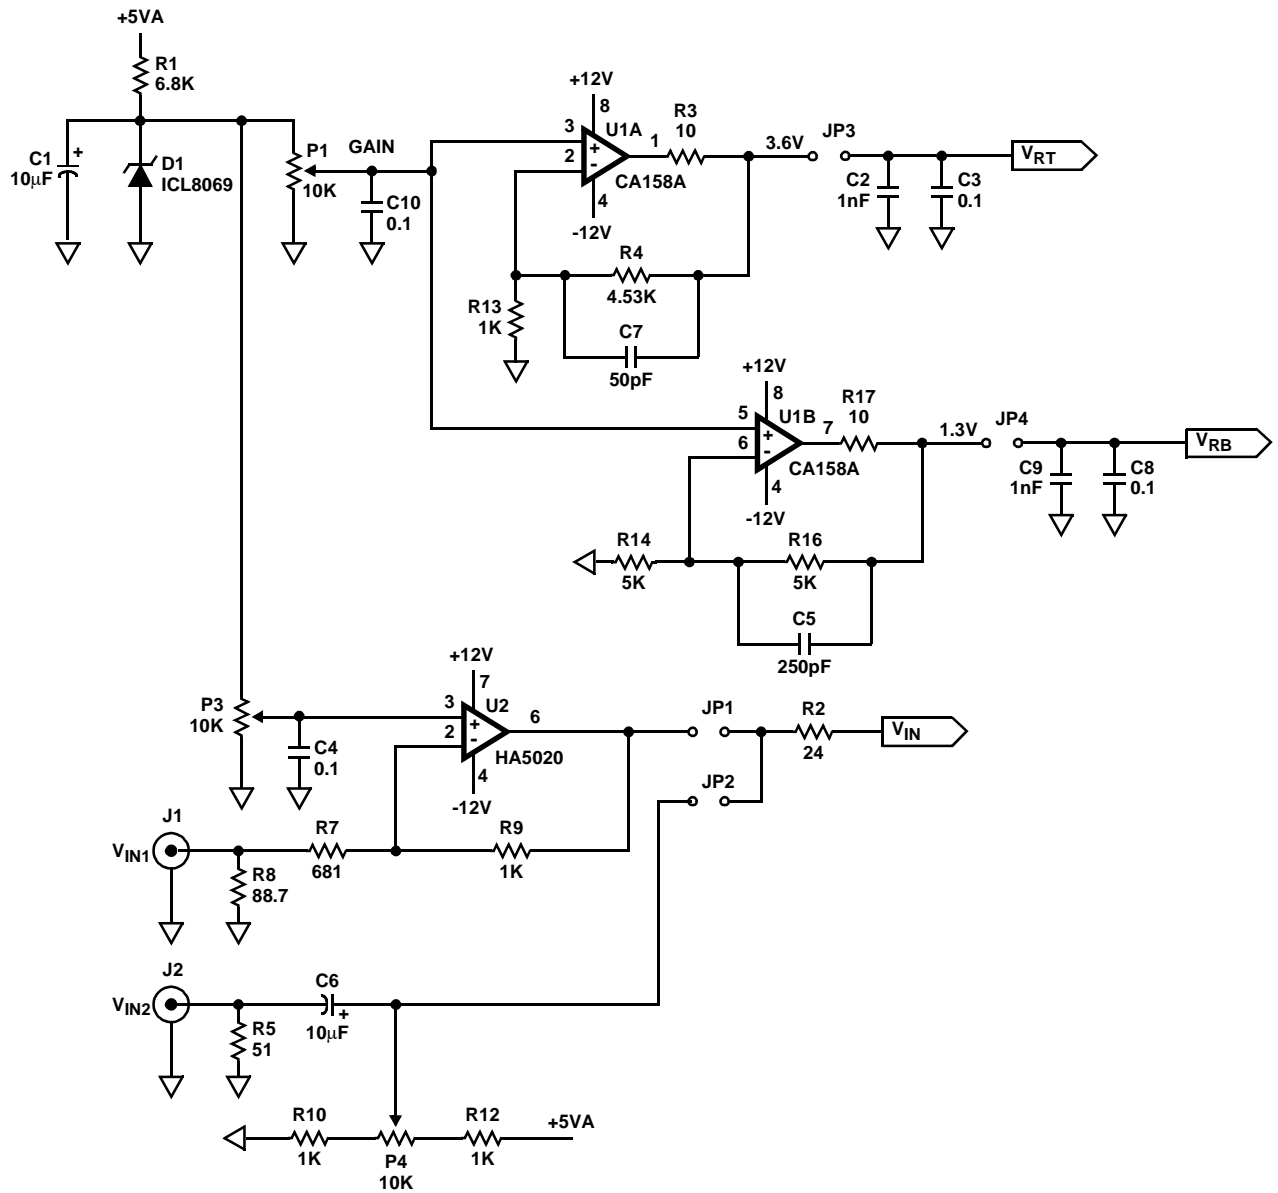 +5VA
R1
6.8K
C1
+
10µF
D1
ICL8069
P1
10K
GAIN
C10
0.1
+12V
8
3
2
+
-
U1A
1
CA158A
4
-12V
R3
10
3.6V
JP3
VRT
C2
1nF
C3
0.1
R4
4.53K
R13
1K
C7
50pF
+12V
8
5
6
+
-
U1B
7
CA158A
4
-12V
R17
10
1.3V
JP4
VRB
C9
1nF
C8
0.1
R14
5K
R16
5K
C5
250pF
P3
10K
C4
0.1
+12V
7
3
2
+
-
U2
6
HA5020
4
-12V
JP1
R2
24
VIN
JP2
J1
VIN1
R8
88.7
R7
681
R9
1K
J2
VIN2
R5
51
C6
+
10µF
R10
1K
P4
10K
R12
1K
+5VA